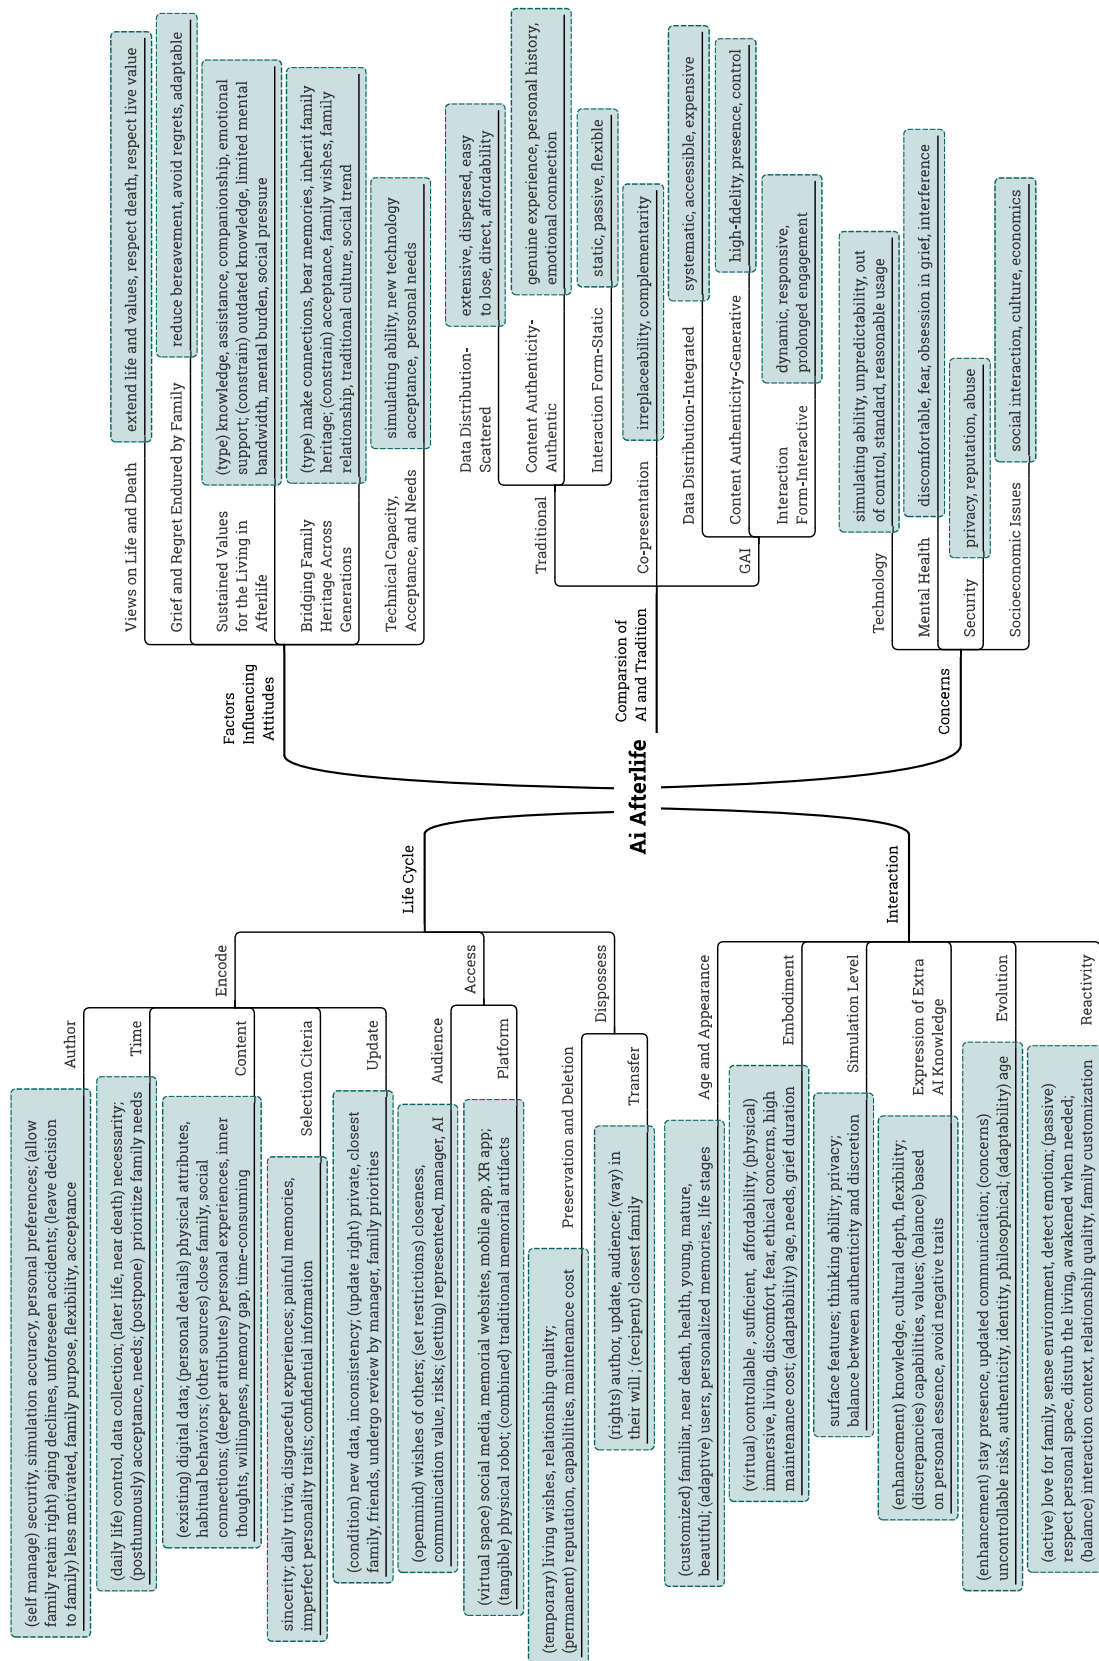 Ai Afterlife
Life Cycle
Encode
Author
(self manage) security, simulation accuracy, personal preferences; (allow
family retain right) aging declines, unforeseen accidents; (leave decision
to family) less motivated, family purpose, flexibility, acceptance
Time
(daily life) control, data collection; (later life, near death) necessarity;
(posthumously) acceptance, needs; (postpone)  prioritize family needs
Content
(existing) digital data; (personal details) physical attributes,
habitual behaviors; (other sources) close family, social
connections; (deeper attributes) personal experiences, inner
thoughts, willingness, memory gap, time-consuming
Selection Criteria
sincerity; daily trivia; disgraceful experiences; painful memories,
imperfect personality traits; confidential information
Update
(condition) new data, inconsistency; (update right) private, closest
family, friends, undergo review by manager, family priorities
Access
Audience
(openmind) wishes of others; (set restrictions) closeness,
communication value, risks; (setting) representeed, manager, AI
Platform
(virtual space) social media, memorial websites, mobile app, XR app;
(tangible) physical robot; (combined) traditional memorial artifacts
Dispossess
Preservation and Deletion
(temporary) living wishes, relationship quality;
(permanent) reputation, capabilities, maintenance cost
Transfer
(rights) author, update, audience; (way) in
their will ; (recipent) closest family
Interaction
Age and Appearance
(customized) familiar, near death, health, young, mature,
beautiful; (adaptive) users, personalized memories, life stages
Embodiment
(virtual) controllable , sufficient, affordability; (physical)
immersive, living, discomfort, fear, ethical concerns, high
maintenance cost; (adaptability) age, needs, grief duration
Simulation Level
surface features; thinking ability; privacy;
balance between authenticity and discretion
Expression of Extra
AI Knowledge
(enhancement) knowledge, cultural depth, flexibility;
(discrepancies) capabilities, values; (balance) based
on personal essence, avoid negative traits
Evolution
(enhancement) stay presence, updated communication; (concerns)
uncontrollable risks, authenticity, identity, philosophical; (adaptability) age
Reactivity
(active) love for family, sense environment, detect emotion; (passive)
respect personal space, disturb the living, awakened when needed;
(balance) interaction context, relationship quality, family customization
Factors
Influencing
Attitudes
Views on Life and Death
extend life and values, respect death, respect live value
Grief and Regret Endured by Family
reduce bereavement, avoid regrets, adaptable
Sustained Values
for the Living in
Afterlife
(type) knowledge, assistance, companionship, emotional
support; (constrain) outdated knowledge, limited mental
bandwidth, mental burden, social pressure
Bridging Family
Heritage Across
Generations
(type) make connections, bear memories, inherit family
heritage; (constrain) acceptance, family wishes, family
relationship, traditional culture, social trend
Technical Capacity,
Acceptance, and Needs
simulating ability, new technology
acceptance,  personal needs
Comparsion of
AI and Tradition
Traditional
Data Distribution-
Scattered
extensive, dispersed, easy
to lose, direct, affordability
Content Authenticity-
Authentic
genuine experience, personal history,
emotional connection
Interaction Form-Static
static, passive, flexible
Co-presentation
irreplaceability, complementarity
GAI
Data Distribution-Integrated
systematic, accessible, expensive
Content Authenticity-Generative
high-fidelity, presence, control
Interaction
Form-Interactive
dynamic, responsive,
prolonged engagement
Concerns
Technology
simulating ability, unpredictability, out
of control, standard, reasonable usage
Mental Health
discomfortable, fear, obsession in grief, interference
Security
privacy, reputation, abuse
Socioeconomic Issues
social interaction, culture, economics